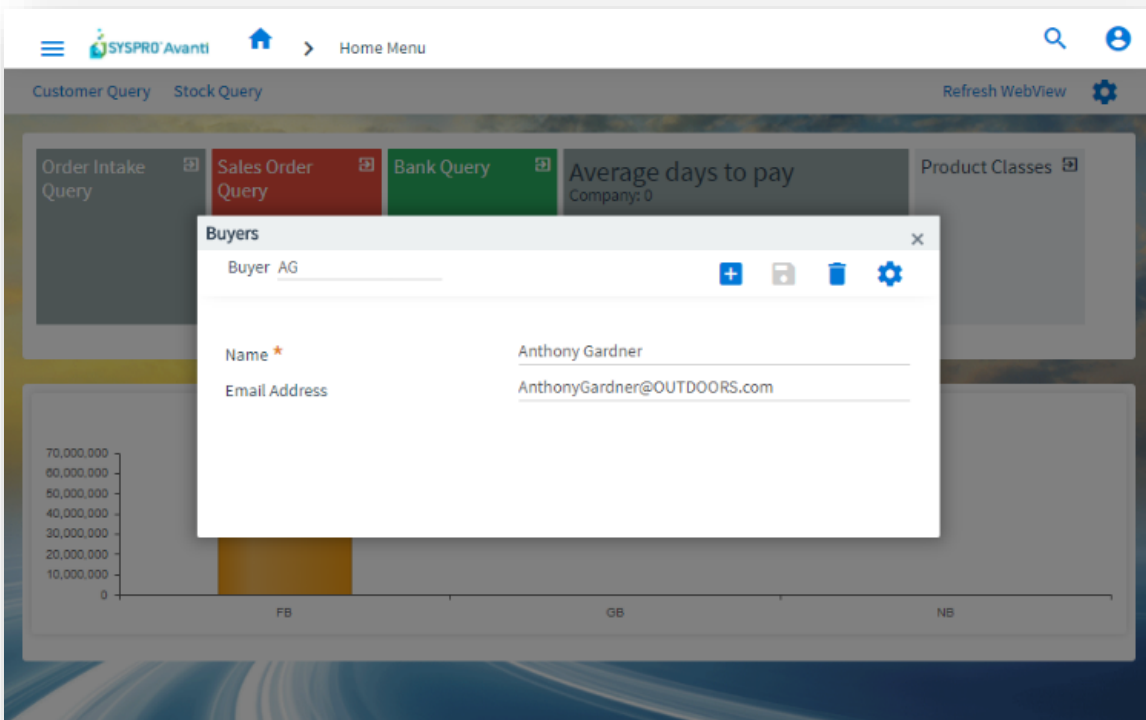 SYSPRO Avanti > Home Menu
Customer Query Stock Query Refresh WebView
Order Intake Query
Sales Order Query
Bank Query
Average days to pay
Company: 0
Product Classes
Buyers
Buyer AG
Name * Anthony Gardner
Email Address AnthonyGardner@OUTDOORS.com
70,000,000
60,000,000
50,000,000
40,000,000
30,000,000
20,000,000
10,000,000
0
FB GB NB